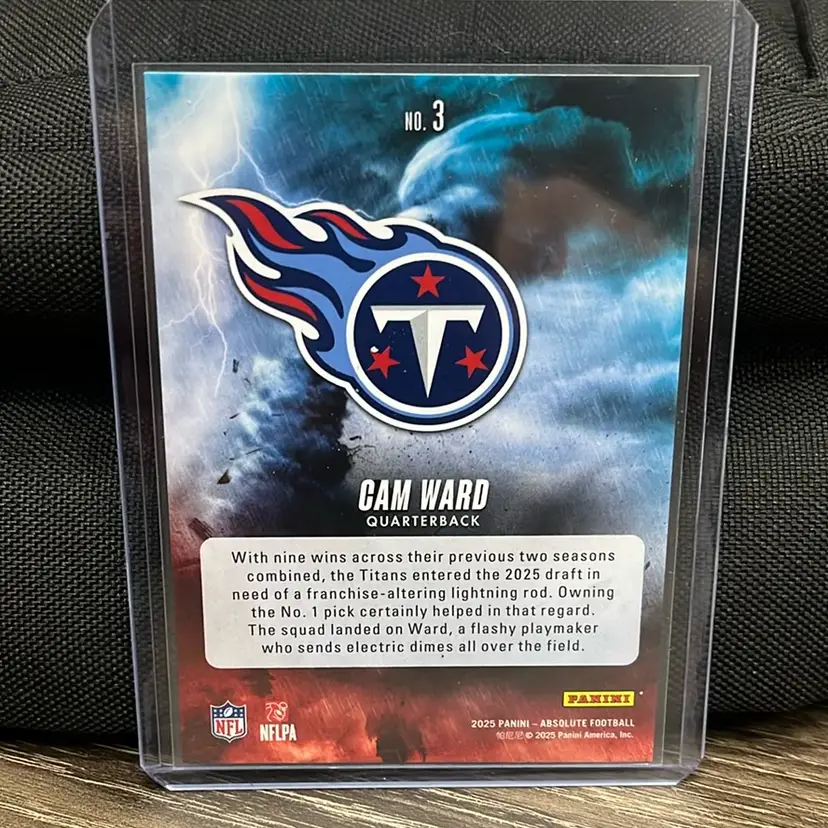 NO. 3
T
CAM WARD
QUARTERBACK
With nine wins across their previous two seasons
combined, the Titans entered the 2025 draft in
need of a franchise-altering lightning rod. Owning
the No. 1 pick certainly helped in that regard.
The squad landed on Ward, a flashy playmaker
who sends electric dimes all over the field.
PANINI
NFL
NFLPA
2025 PANINI – ABSOLUTE FOOTBALL
帕尼尼 © 2025 Panini America, Inc.